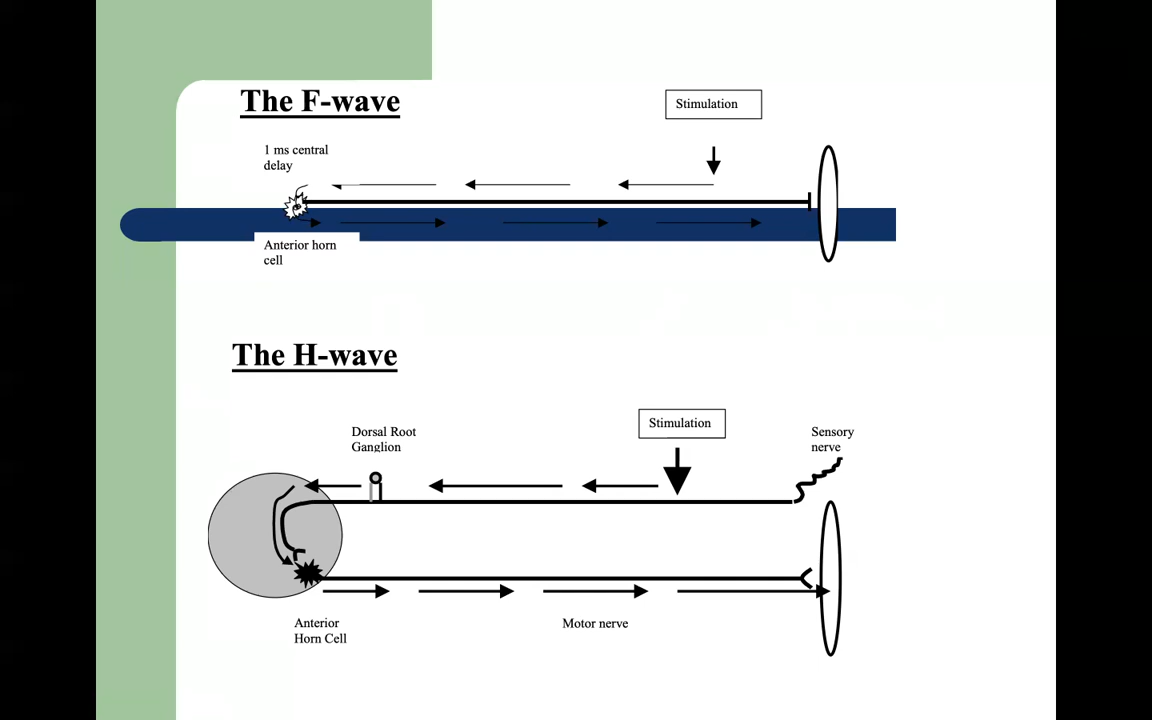 The F-wave
Stimulation
1 ms central
delay
Anterior horn
cell
The H-wave
Stimulation
Dorsal Root
Ganglion
Sensory
nerve
Anterior
Horn Cell
Motor nerve